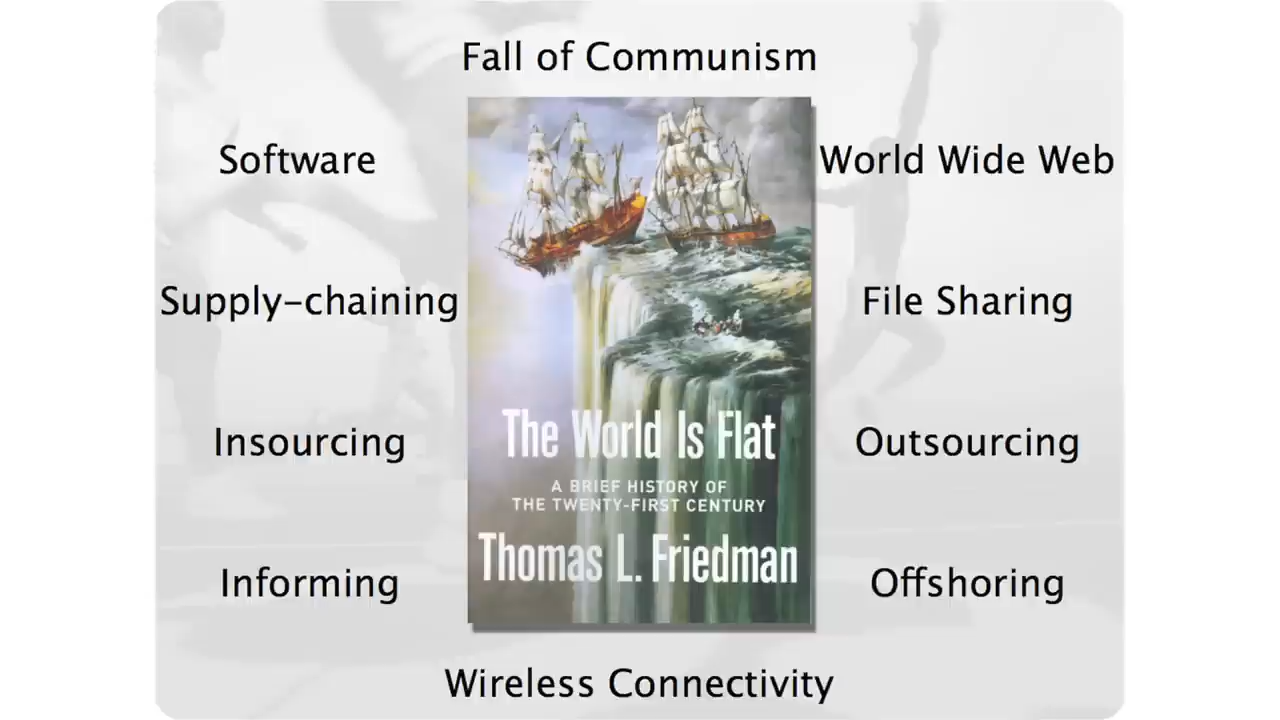 Fall of Communism
Software
World Wide Web
Supply-chaining
File Sharing
The World Is Flat
Insourcing
Outsourcing
A BRIEF HISTORY OF
THE TWENTY-FIRST CENTURY
Thomas L. Friedman
Informing
Offshoring
Wireless Connectivity